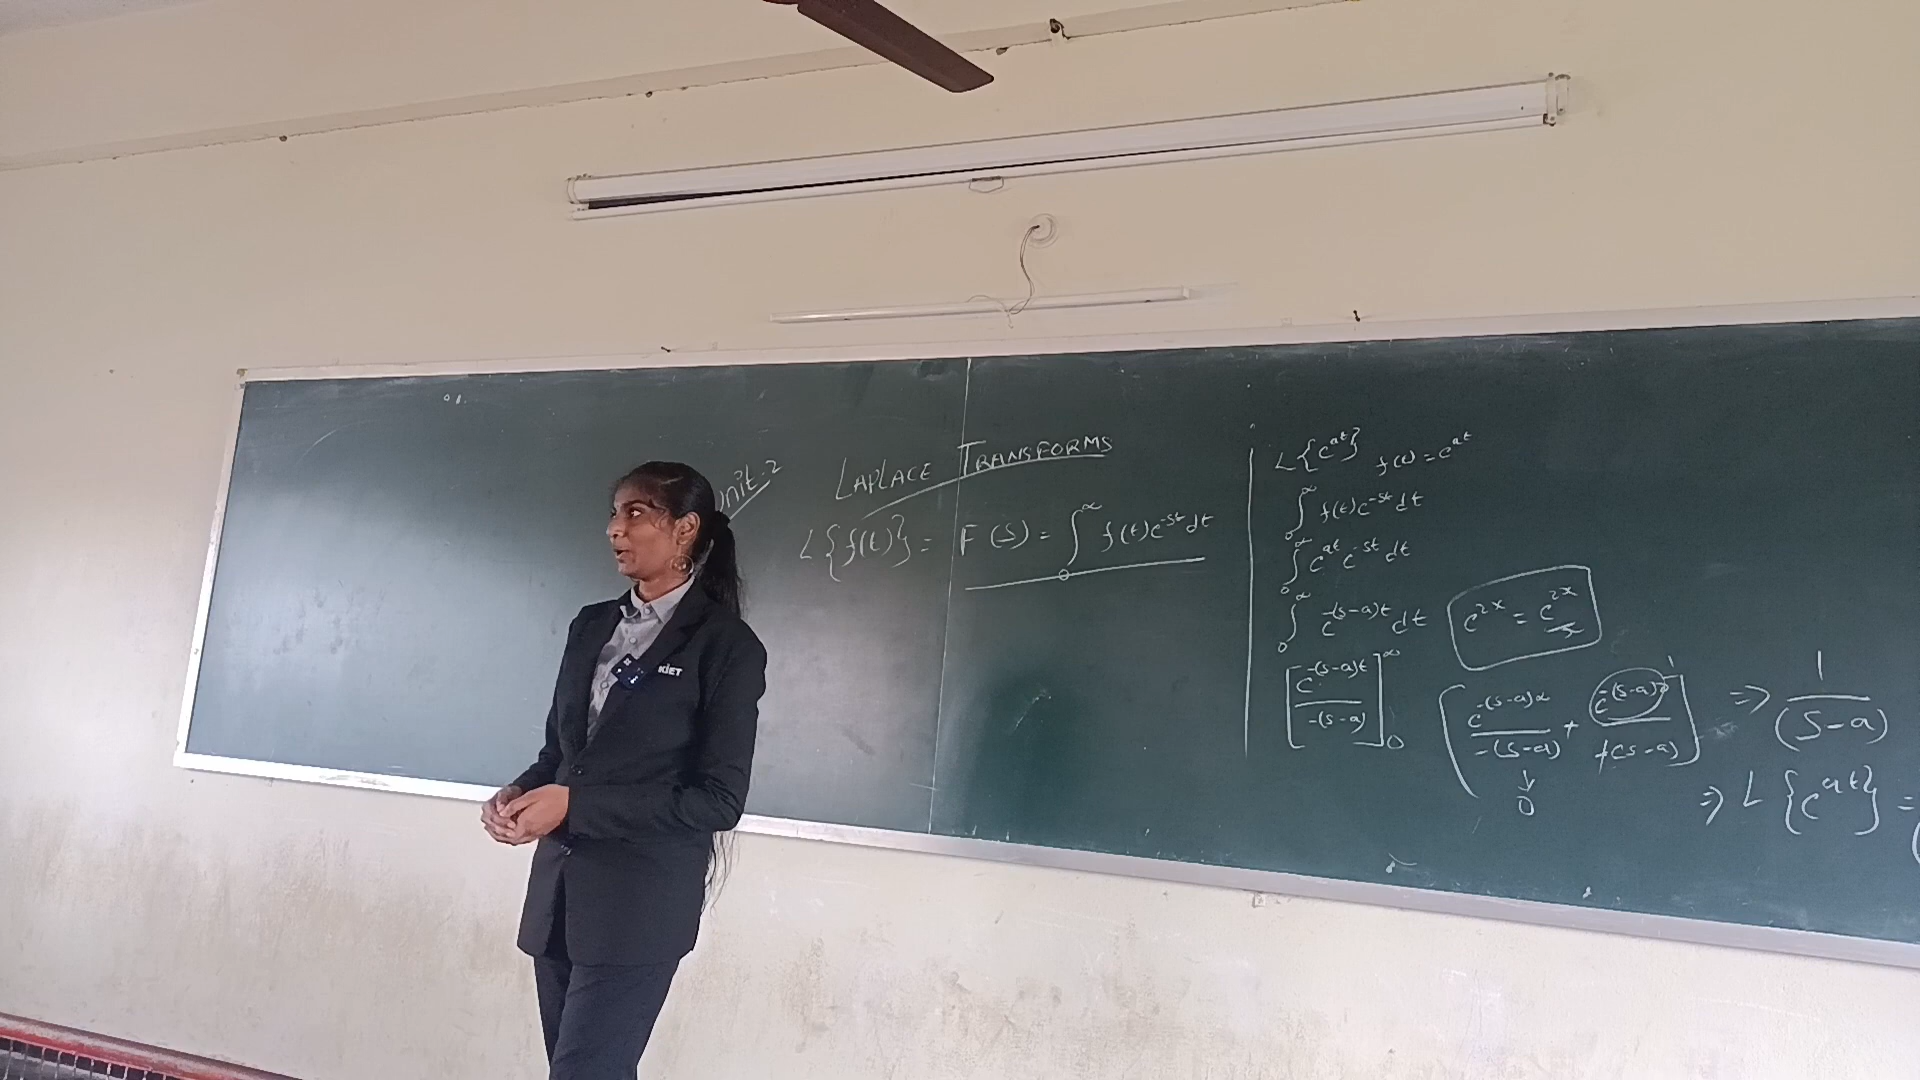 unit-2
LAPLACE TRANSFORMS
L{f(t)} = F(S) = ∫₀^∞ f(t)e^-st dt
L{e^at} f(t) = e^at
∫₀^∞ f(t)e^-st dt
∫₀^∞ e^at e^-st dt
∫₀^∞ e^-(s-a)t dt
e^2x = e^2x/2
[e^-(s-a)t / -(s-a)]₀^∞
[e^-(s-a)∞ / -(s-a) + e^-(s-a)0 / +(s-a)] ⇒ 1/(S-a)
↓
0
1
⇒ L{e^at} =
KIET